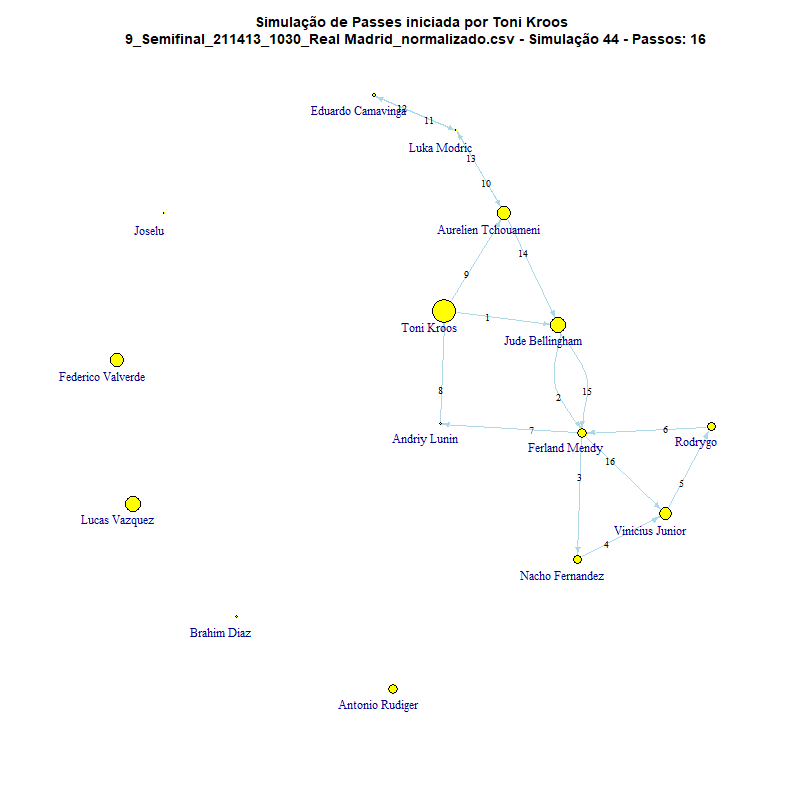 Simulação de Passes iniciada por Toni Kroos
9_Semifinal_211413_1030_Real Madrid_normalizado.csv - Simulação 44 - Passos: 16
Eduardo Camavinga
12
11
Luka Modric
13
10
Joselu
Aurelien Tchouameni
14
9
1
Toni Kroos
Jude Bellingham
Federico Valverde
8
2
15
7
6
Andriy Lunin
Ferland Mendy
Rodrygo
16
3
5
Lucas Vazquez
Vinicius Junior
4
Nacho Fernandez
Brahim Diaz
Antonio Rudiger